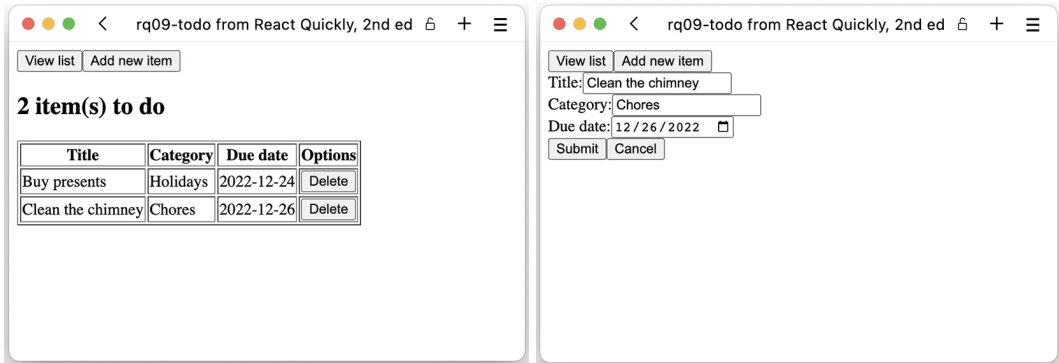 rq09-todo from React Quickly, 2nd ed
View list Add new item
2 item(s) to do
Title Category Due date Options
Buy presents Holidays 2022-12-24 Delete
Clean the chimney Chores 2022-12-26 Delete
rq09-todo from React Quickly, 2nd ed
View list Add new item
Title: Clean the chimney
Category: Chores
Due date: 12/26/2022
Submit Cancel